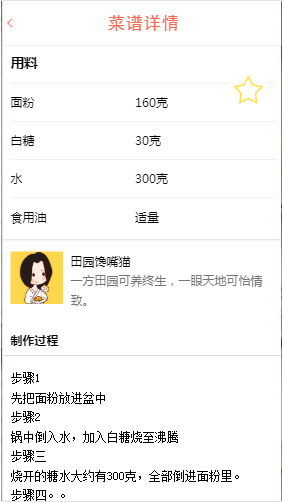 菜谱详情
用料
面粉 160克
白糖 30克
水 300克
食用油 适量
田园馋嘴猫
一方田园可养终生，一眼天地可怡情
致。
制作过程
步骤1
先把面粉放进盆中
步骤2
锅中倒入水，加入白糖烧至沸腾
步骤三
烧开的糖水大约有300克，全部倒进面粉里。
步骤四。。